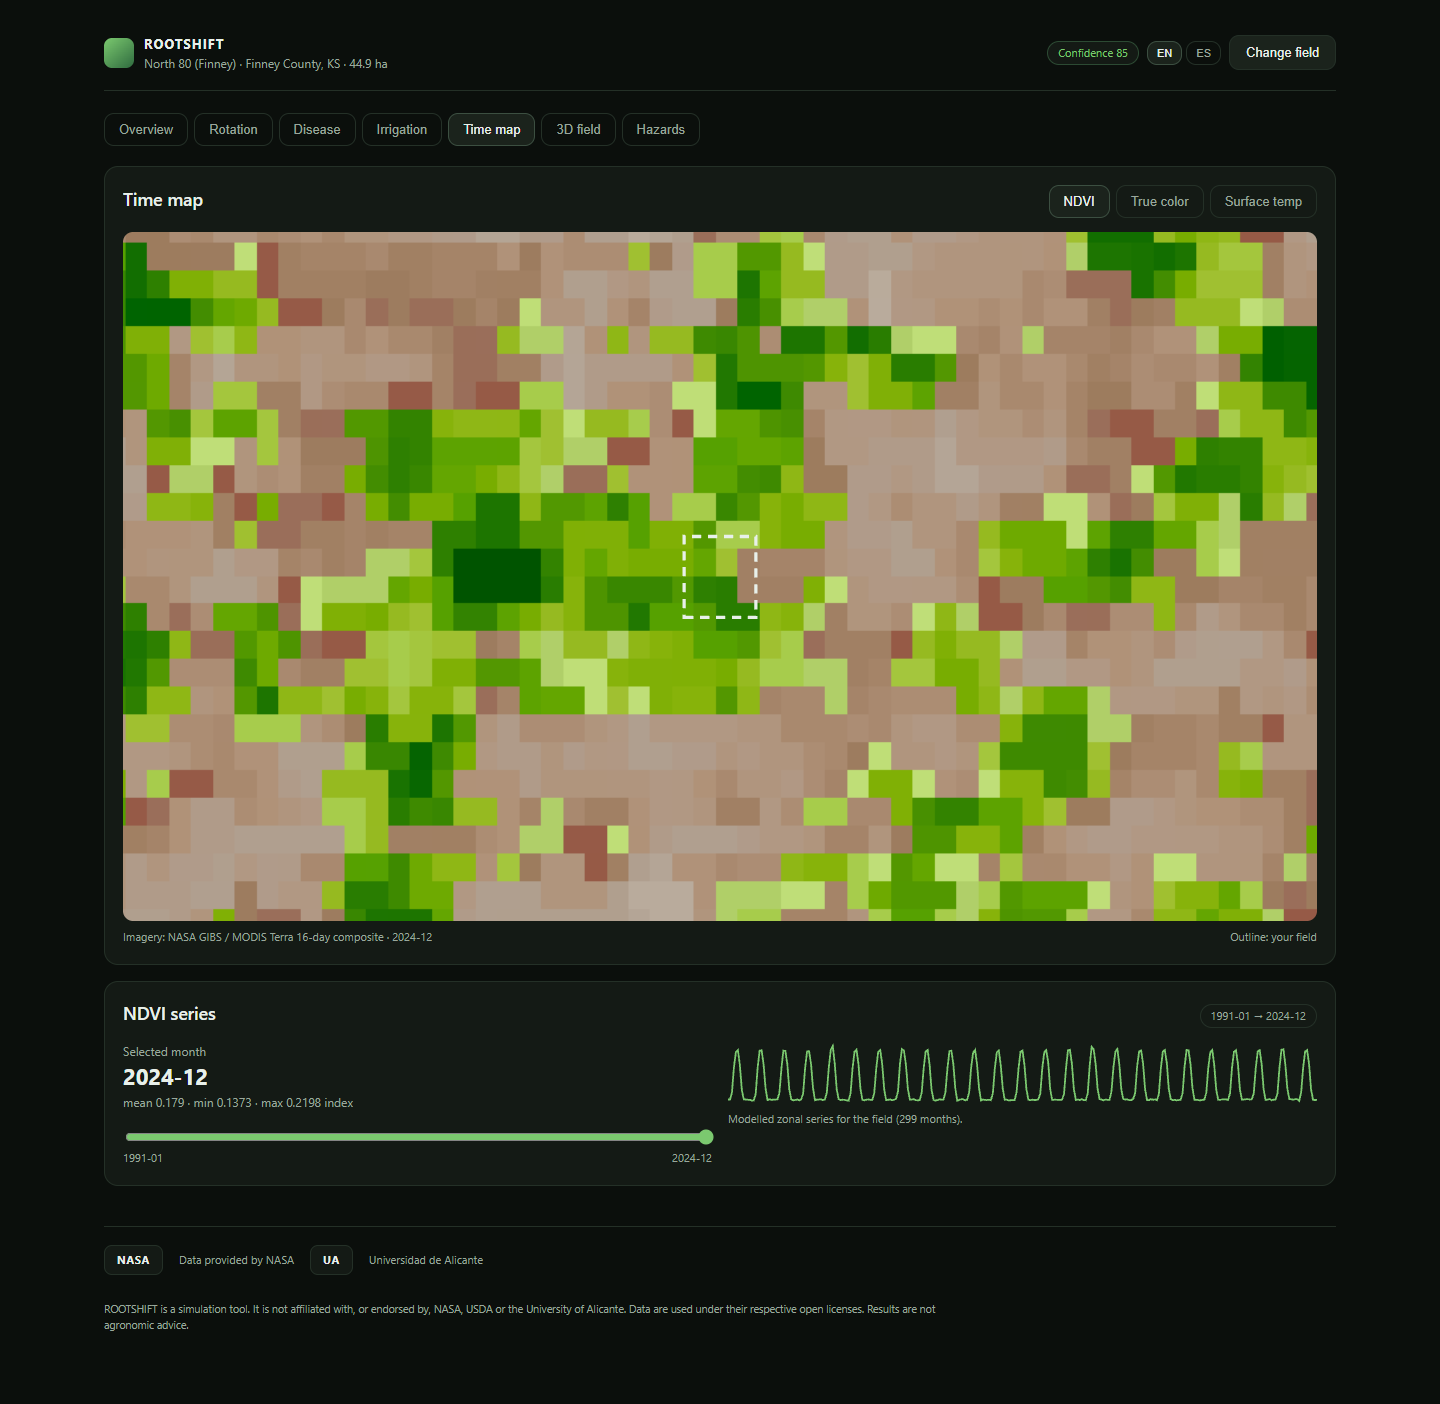 ROOTSHIFT
North 80 (Finney) · Finney County, KS · 44.9 ha
Confidence 85
EN
ES
Change field
Overview
Rotation
Disease
Irrigation
Time map
3D field
Hazards
Time map
NDVI
True color
Surface temp
Imagery: NASA GIBS / MODIS Terra 16-day composite · 2024-12
Outline: your field
NDVI series
1991-01 → 2024-12
Selected month
2024-12
mean 0.179 · min 0.1373 · max 0.2198 index
1991-01
2024-12
Modelled zonal series for the field (299 months).
NASA
Data provided by NASA
UA
Universidad de Alicante
ROOTSHIFT is a simulation tool. It is not affiliated with, or endorsed by, NASA, USDA or the University of Alicante. Data are used under their respective open licenses. Results are not
agronomic advice.